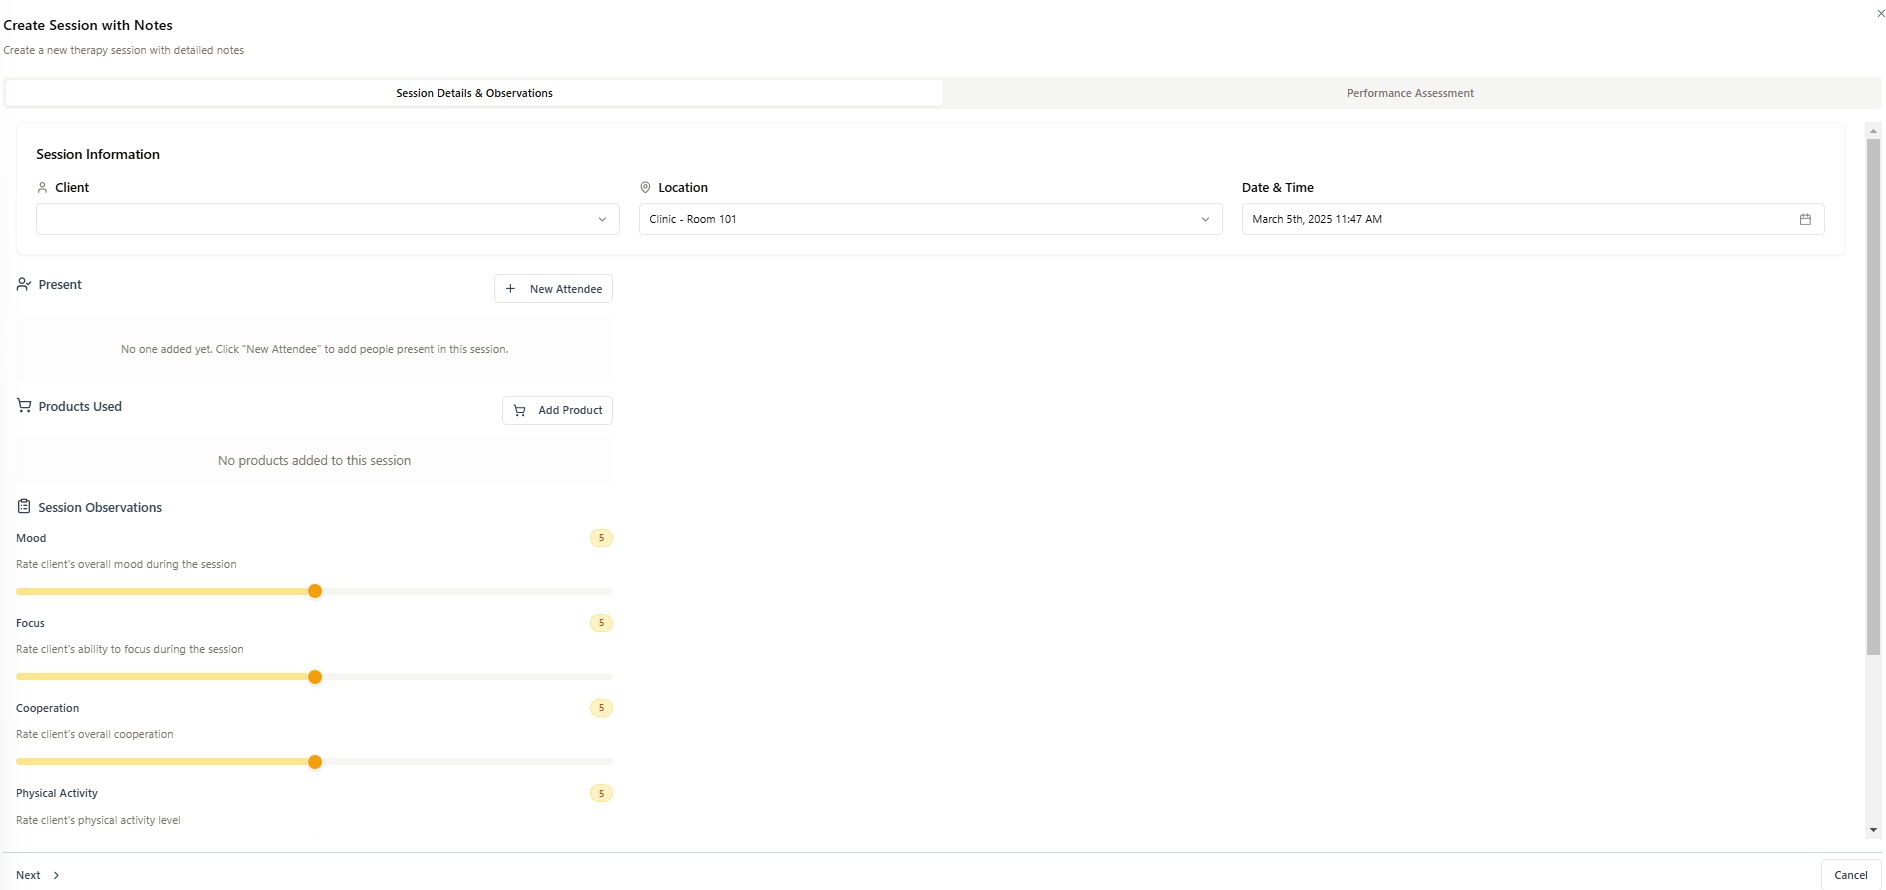 Create Session with Notes
Create a new therapy session with detailed notes
Session Details & Observations
Performance Assessment
Session Information
Client
Location
Date & Time
Clinic - Room 101
March 5th, 2025 11:47 AM
Present
New Attendee
No one added yet. Click "New Attendee" to add people present in this session.
Products Used
Add Product
No products added to this session
Session Observations
Mood
5
Rate client's overall mood during the session
Focus
5
Rate client's ability to focus during the session
Cooperation
5
Rate client's overall cooperation
Physical Activity
5
Rate client's physical activity level
Next
Cancel